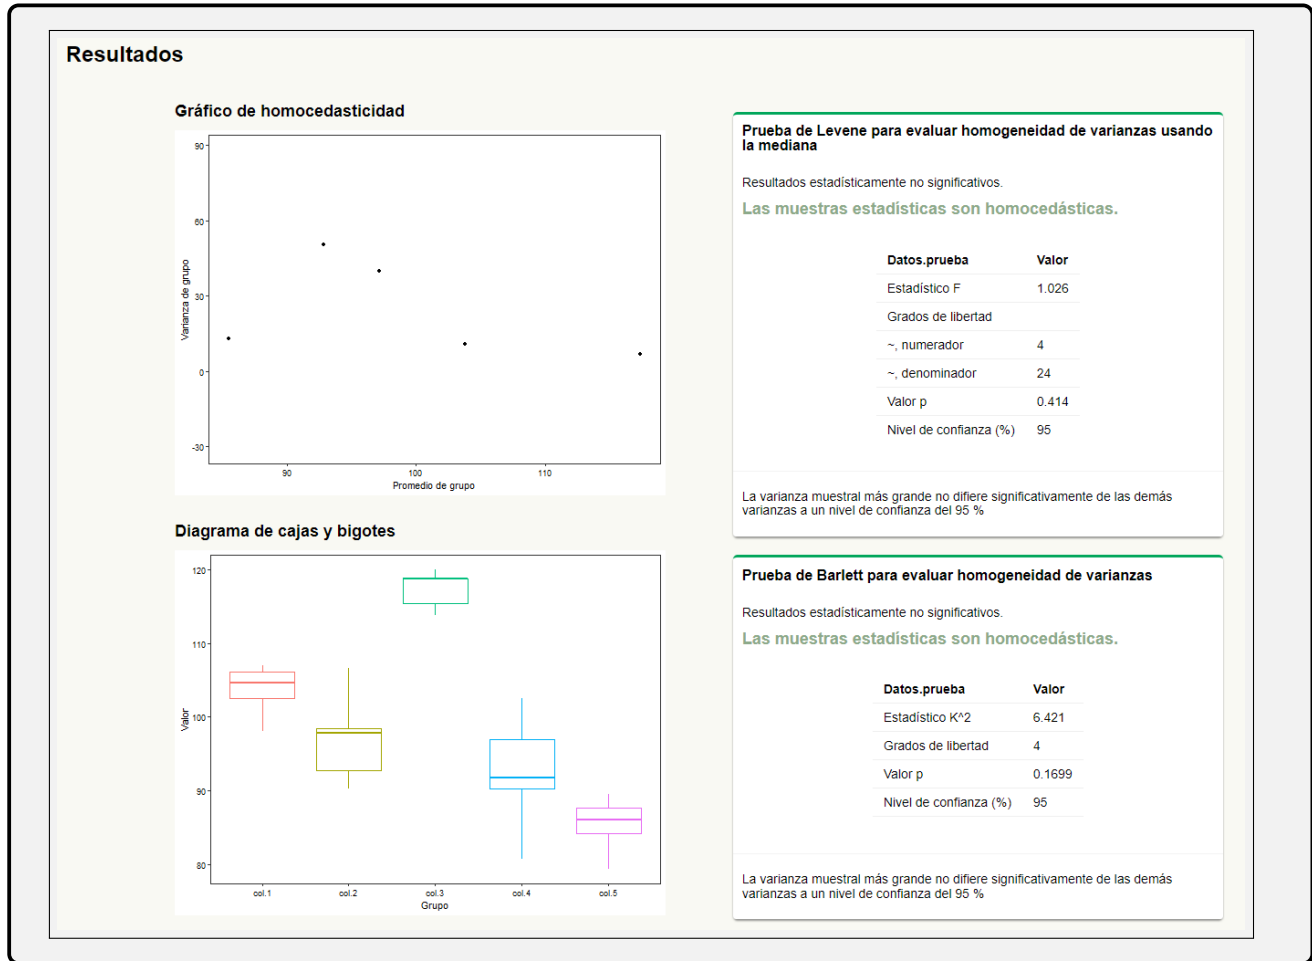 Resultados
Gráfico de homocedasticidad
90
60
30
0
-30
Varianza de grupo
90
100
110
Promedio de grupo
Diagrama de cajas y bigotes
120
110
100
90
80
Valor
col.1
col.2
col.3
col.4
col.5
Grupo
Prueba de Levene para evaluar homogeneidad de varianzas usando
la mediana
Resultados estadísticamente no significativos.
Las muestras estadísticas son homocedásticas.
Datos.prueba Valor
Estadístico F 1.026
Grados de libertad
~, numerador 4
~, denominador 24
Valor p 0.414
Nivel de confianza (%) 95
La varianza muestral más grande no difiere significativamente de las demás
varianzas a un nivel de confianza del 95 %
Prueba de Barlett para evaluar homogeneidad de varianzas
Resultados estadísticamente no significativos.
Las muestras estadísticas son homocedásticas.
Datos.prueba Valor
Estadístico K^2 6.421
Grados de libertad 4
Valor p 0.1699
Nivel de confianza (%) 95
La varianza muestral más grande no difiere significativamente de las demás
varianzas a un nivel de confianza del 95 %